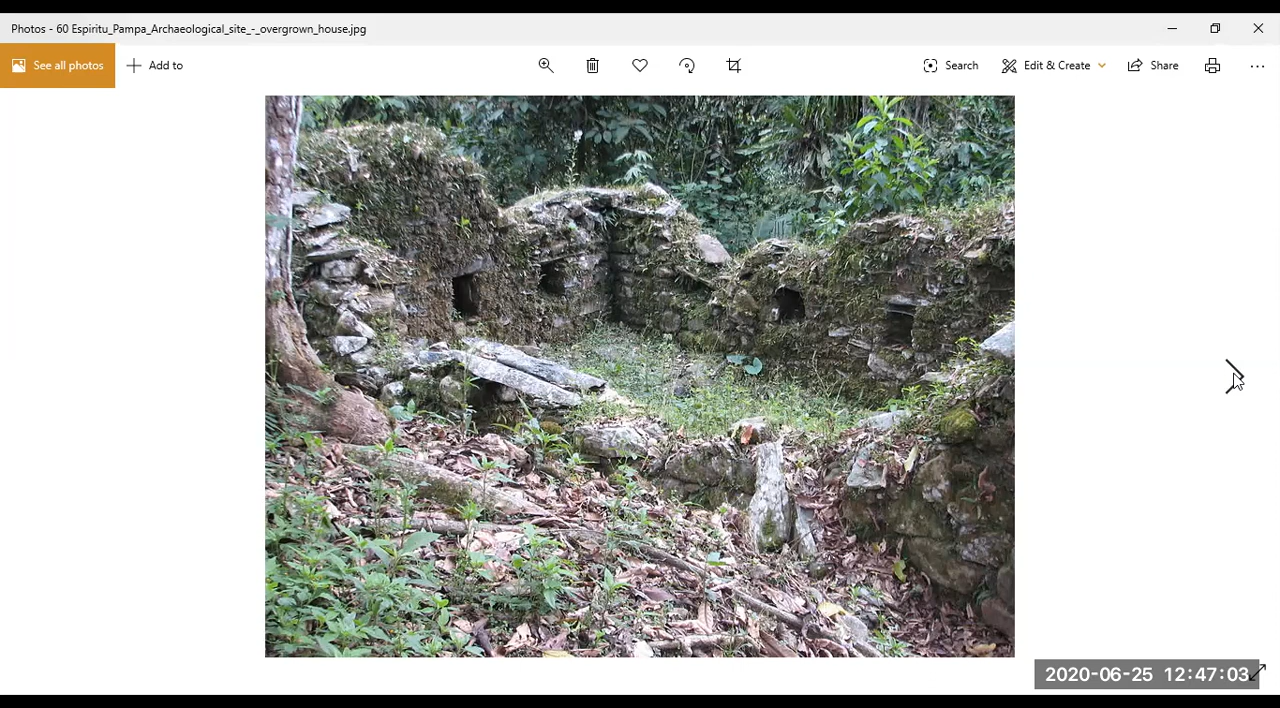 Photos - 60 Espiritu_Pampa_Archaeological_site_-_overgrown_house.jpg
See all photos
Add to
Search
Edit & Create
Share
2020-06-25 12:47:03